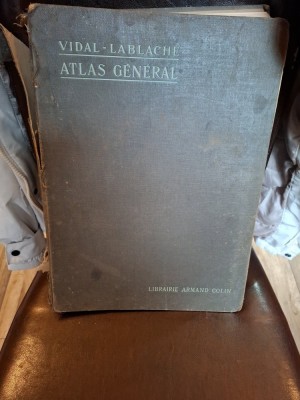 VIDAL-LABLACHE
ATLAS GÉNÉRAL
LIBRAIRIE ARMAND COLIN